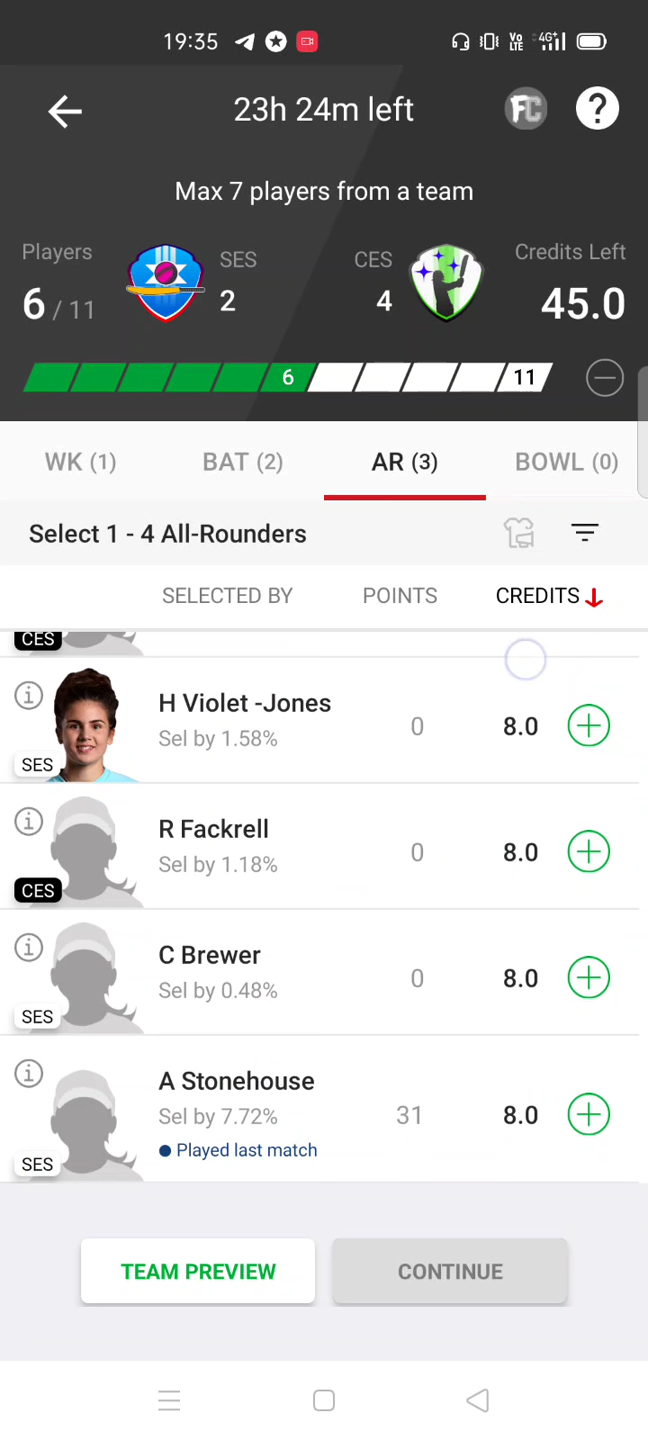 19:35
Vo LTE 4G+
23h 24m left
FC ?
Max 7 players from a team
Players SES CES Credits Left
6 / 11 2 4 45.0
6 11
WK (1) BAT (2) AR (3) BOWL (0)
Select 1 - 4 All-Rounders
SELECTED BY POINTS CREDITS
CES
H Violet -Jones
Sel by 1.58% 0 8.0
SES
R Fackrell
Sel by 1.18% 0 8.0
CES
C Brewer
Sel by 0.48% 0 8.0
SES
A Stonehouse
Sel by 7.72% 31 8.0
Played last match
SES
TEAM PREVIEW CONTINUE